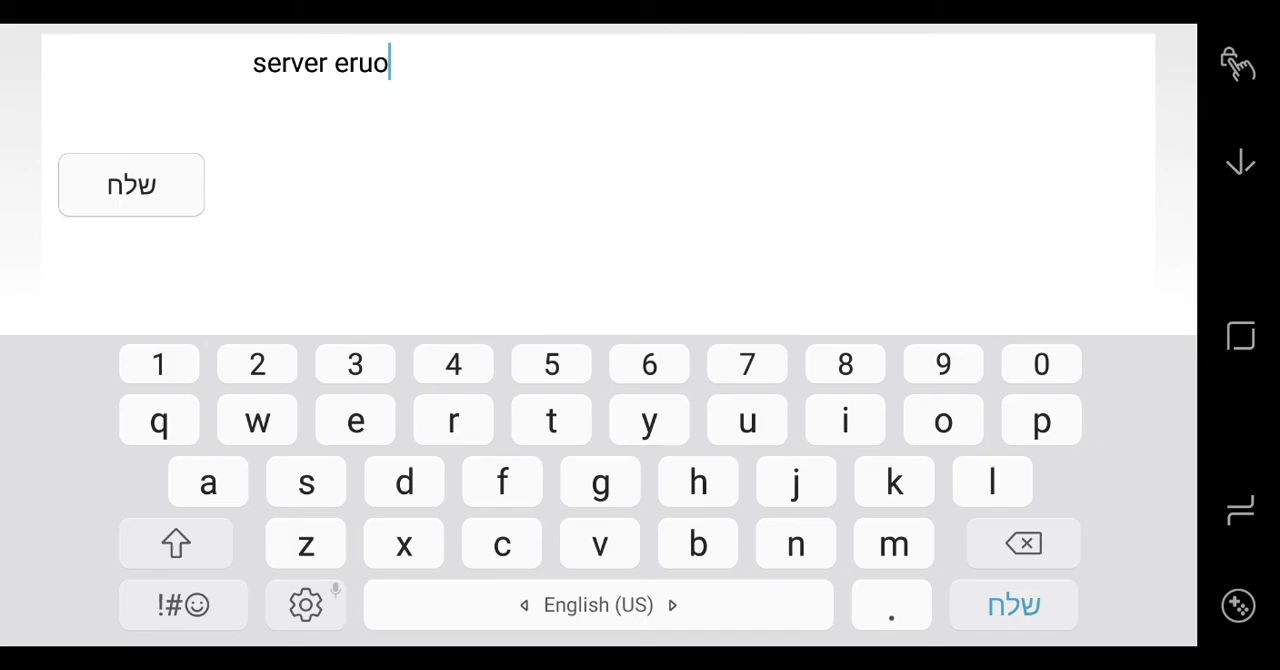 server eruo
שלח
1 2 3 4 5 6 7 8 9 0
q w e r t y u i o p
a s d f g h j k l
z x c v b n m
!#☺ English (US) . שלח